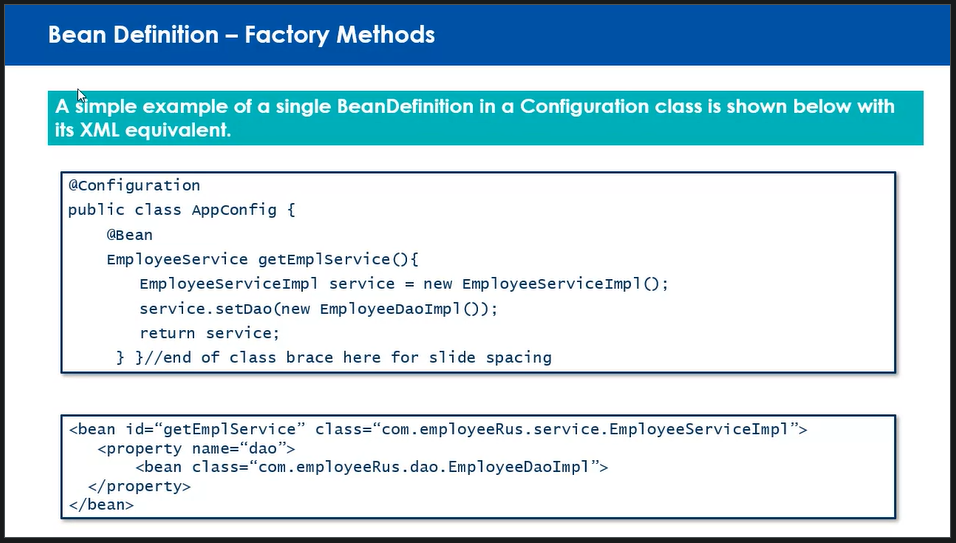 Bean Definition – Factory Methods
A simple example of a single BeanDefinition in a Configuration class is shown below with
its XML equivalent.
@Configuration
public class AppConfig {
@Bean
EmployeeService getEmplService(){
EmployeeServiceImpl service = new EmployeeServiceImpl();
service.setDao(new EmployeeDaoImpl());
return service;
} }//end of class brace here for slide spacing
<bean id=“getEmplService” class=“com.employeeRus.service.EmployeeServiceImpl”>
<property name=“dao”>
<bean class=“com.employeeRus.dao.EmployeeDaoImpl”>
</property>
</bean>